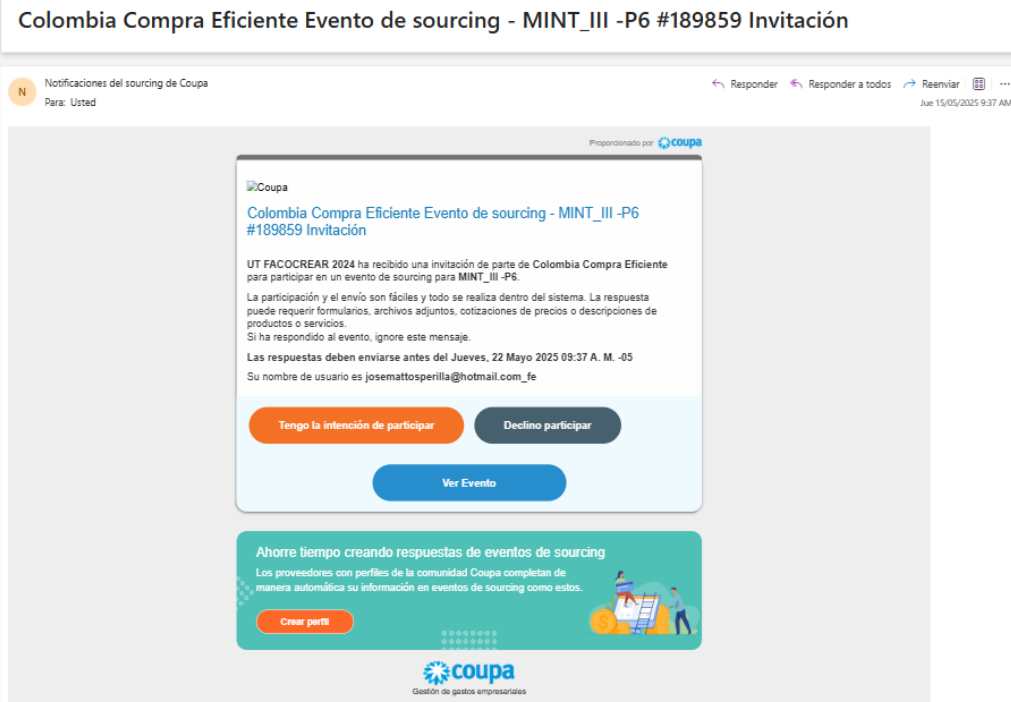 Colombia Compra Eficiente Evento de sourcing - MINT_III -P6 #189859 Invitación
N
Notificaciones del sourcing de Coupa
Para: Usted
Responder
Responder a todos
Reenviar
Jue 15/05/2025 9:37 AM
Proporcionado por coupa
Coupa
Colombia Compra Eficiente Evento de sourcing - MINT_III -P6
#189859 Invitación
UT FACOCREAR 2024 ha recibido una invitación de parte de Colombia Compra Eficiente
para participar en un evento de sourcing para MINT_III -P6.
La participación y el envío son fáciles y todo se realiza dentro del sistema. La respuesta
puede requerir formularios, archivos adjuntos, cotizaciones de precios o descripciones de
productos o servicios.
Si ha respondido al evento, ignore este mensaje.
Las respuestas deben enviarse antes del Jueves, 22 Mayo 2025 09:37 A. M. -05
Su nombre de usuario es josemattosperilla@hotmail.com_fe
Tengo la intención de participar
Declino participar
Ver Evento
Ahorre tiempo creando respuestas de eventos de sourcing
Los proveedores con perfiles de la comunidad Coupa completan de
manera automática su información en eventos de sourcing como estos.
Crear perfil
coupa
Gestión de gastos empresariales